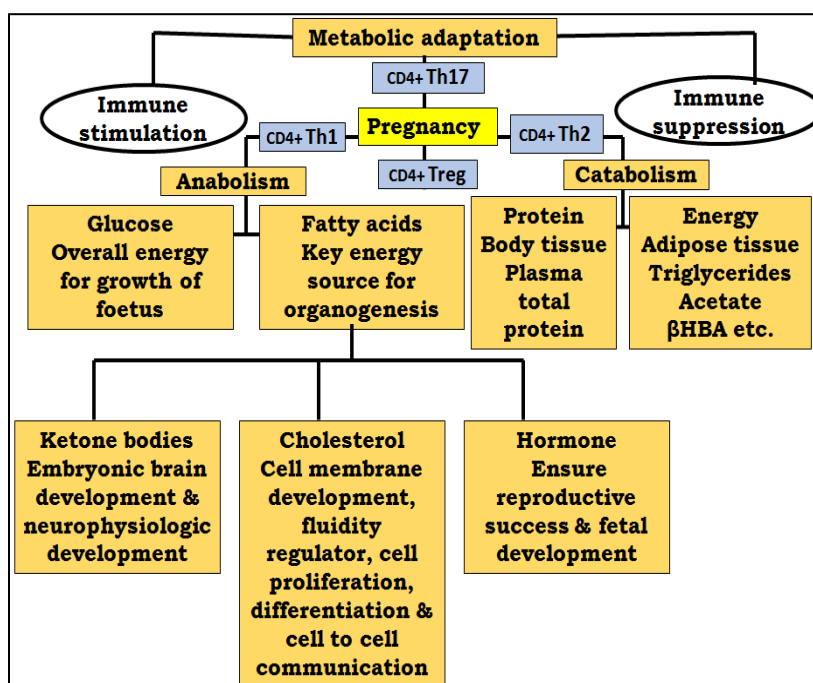 Metabolic adaptation
CD4+ Th17
Immune
stimulation
Immune
suppression
CD4+ Th1
Pregnancy
CD4+ Th2
CD4+ Treg
Anabolism
Catabolism
Glucose
Overall energy
for growth of
foetus
Fatty acids
Key energy
source for
organogenesis
Protein
Body tissue
Plasma
total
protein
Energy
Adipose tissue
Triglycerides
Acetate
βHBA etc.
Ketone bodies
Embryonic brain
development &
neurophysiologic
development
Cholesterol
Cell membrane
development,
fluidity
regulator, cell
proliferation,
differentiation &
cell to cell
communication
Hormone
Ensure
reproductive
success & fetal
development